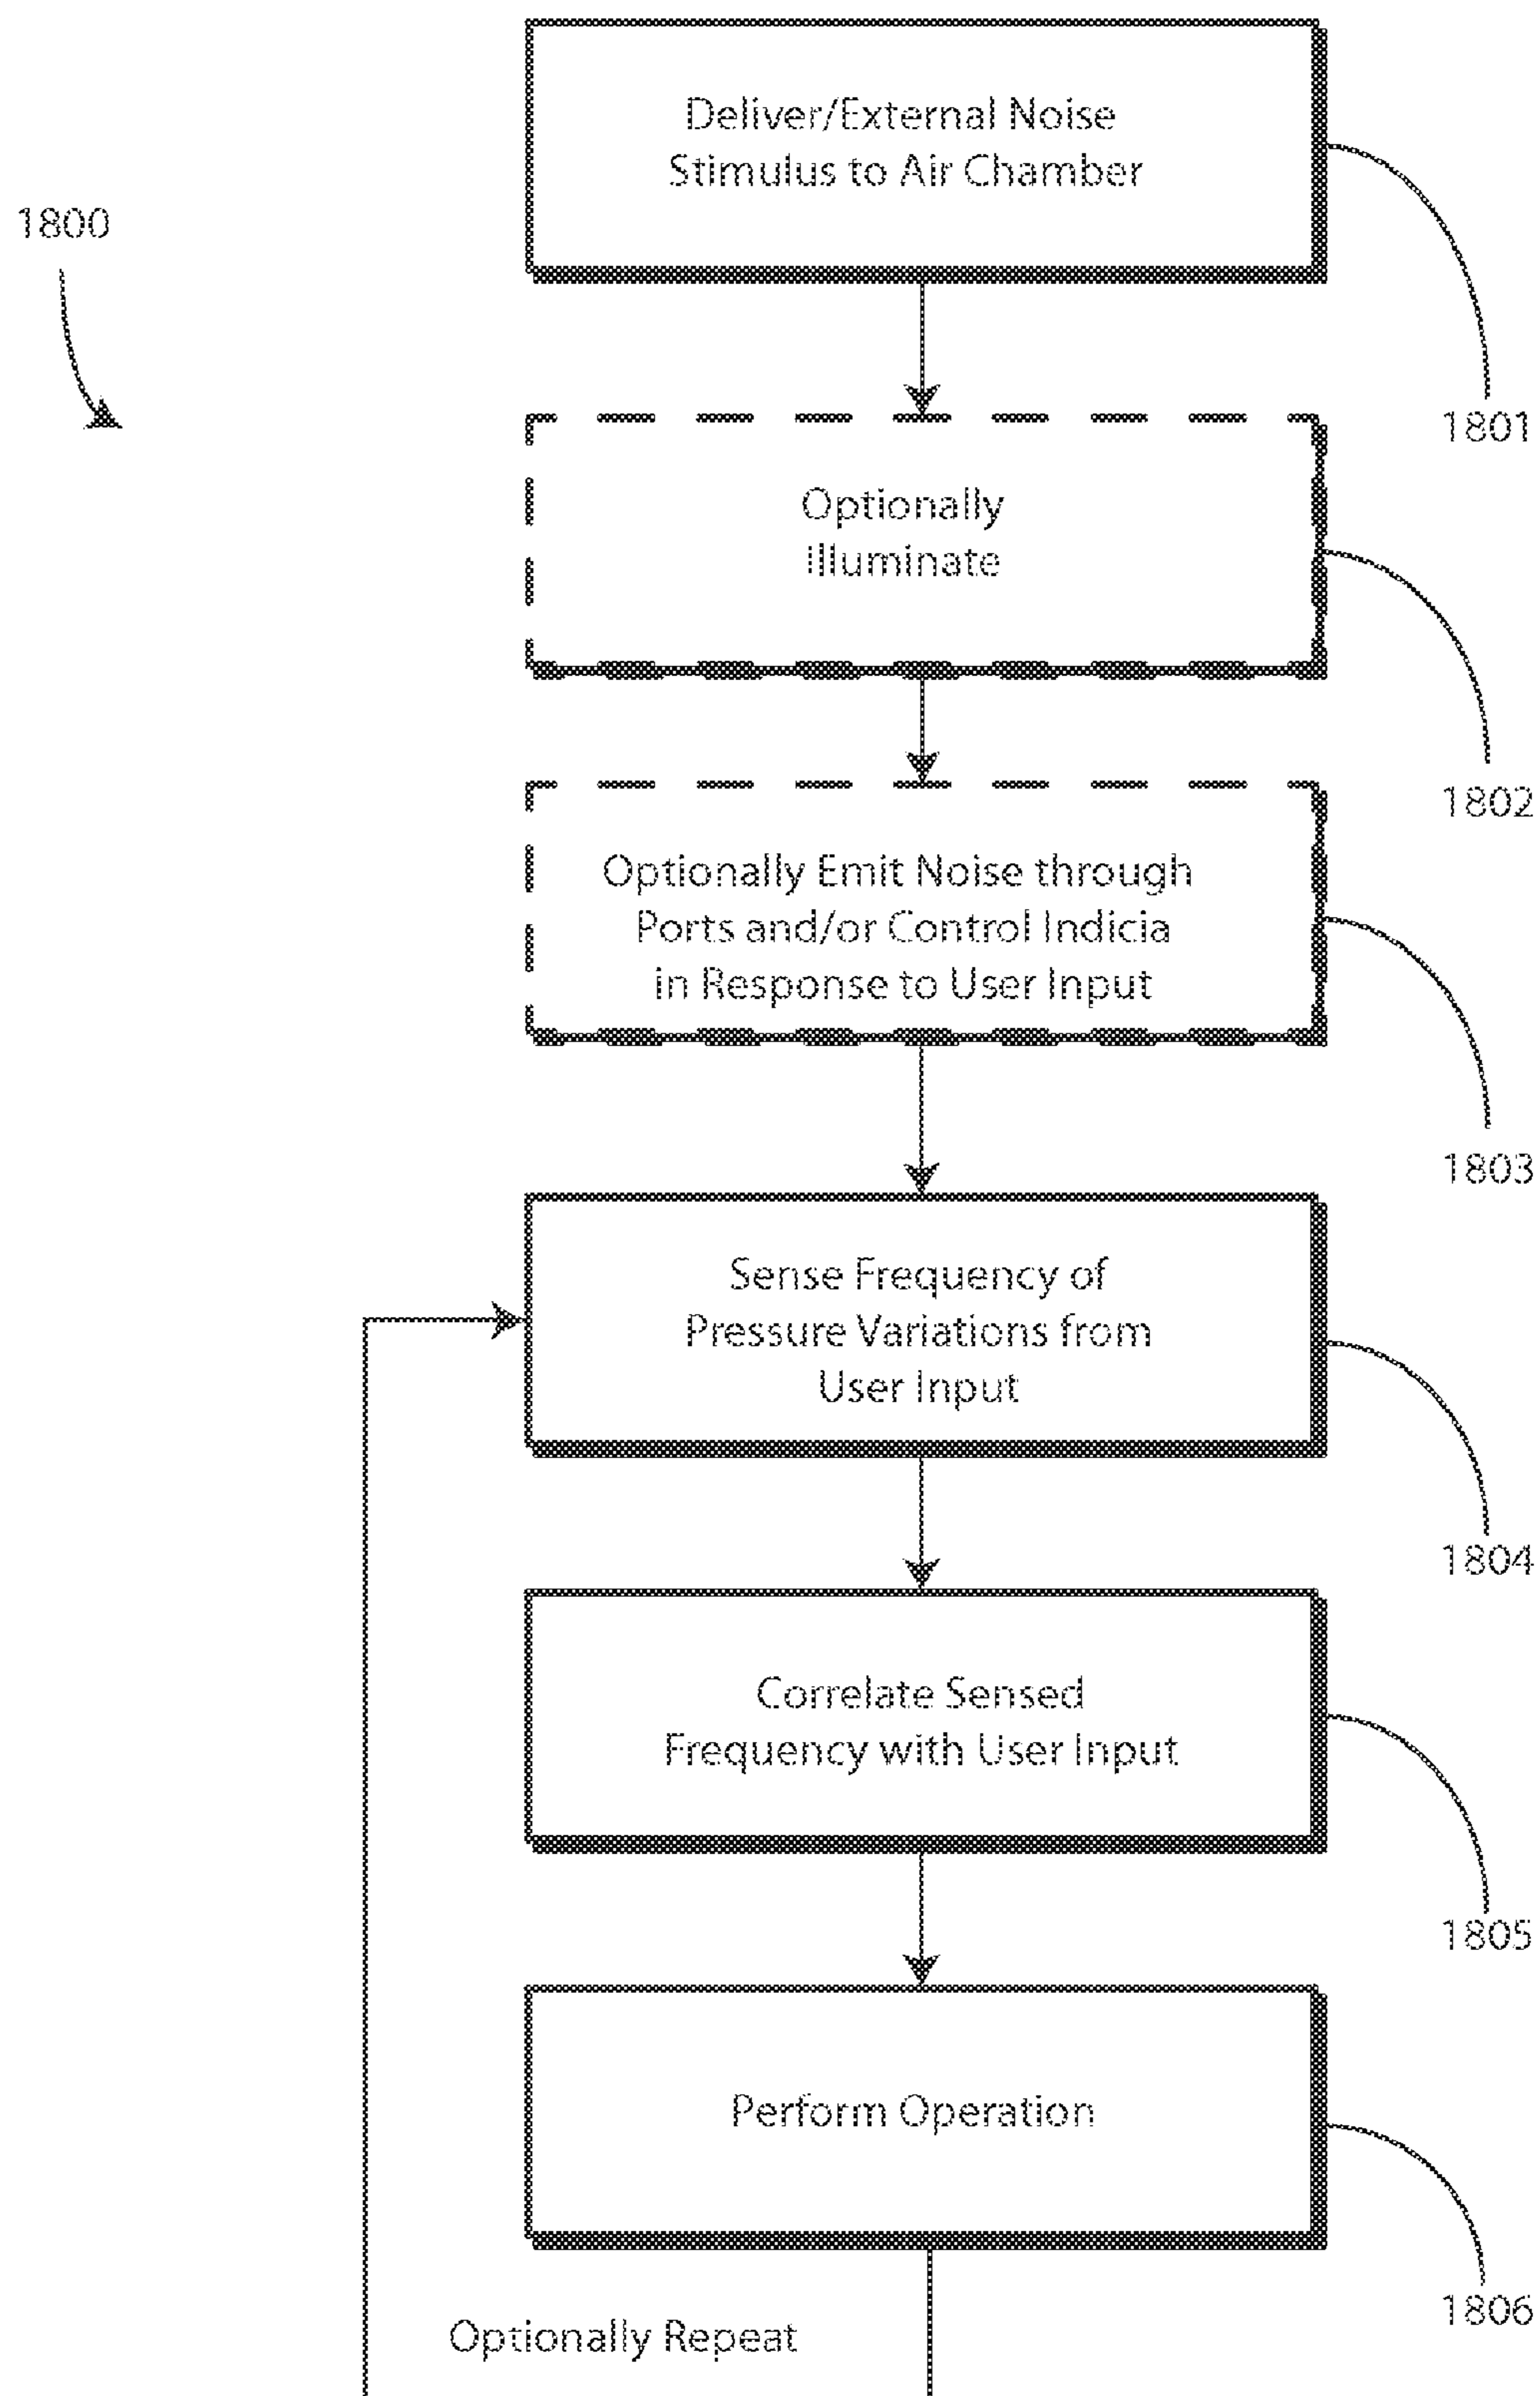 Deliver/External Noise
Stimulus to Air Chamber
1800
1801
Optionally
Illuminate
1802
Optionally Emit Noise through
Ports and/or Control Indicia
in Response to User Input
1803
Sense Frequency of
Pressure Variations from
User Input
1804
Correlate Sensed
Frequency with User Input
1805
Perform Operation
1806
Optionally Repeat